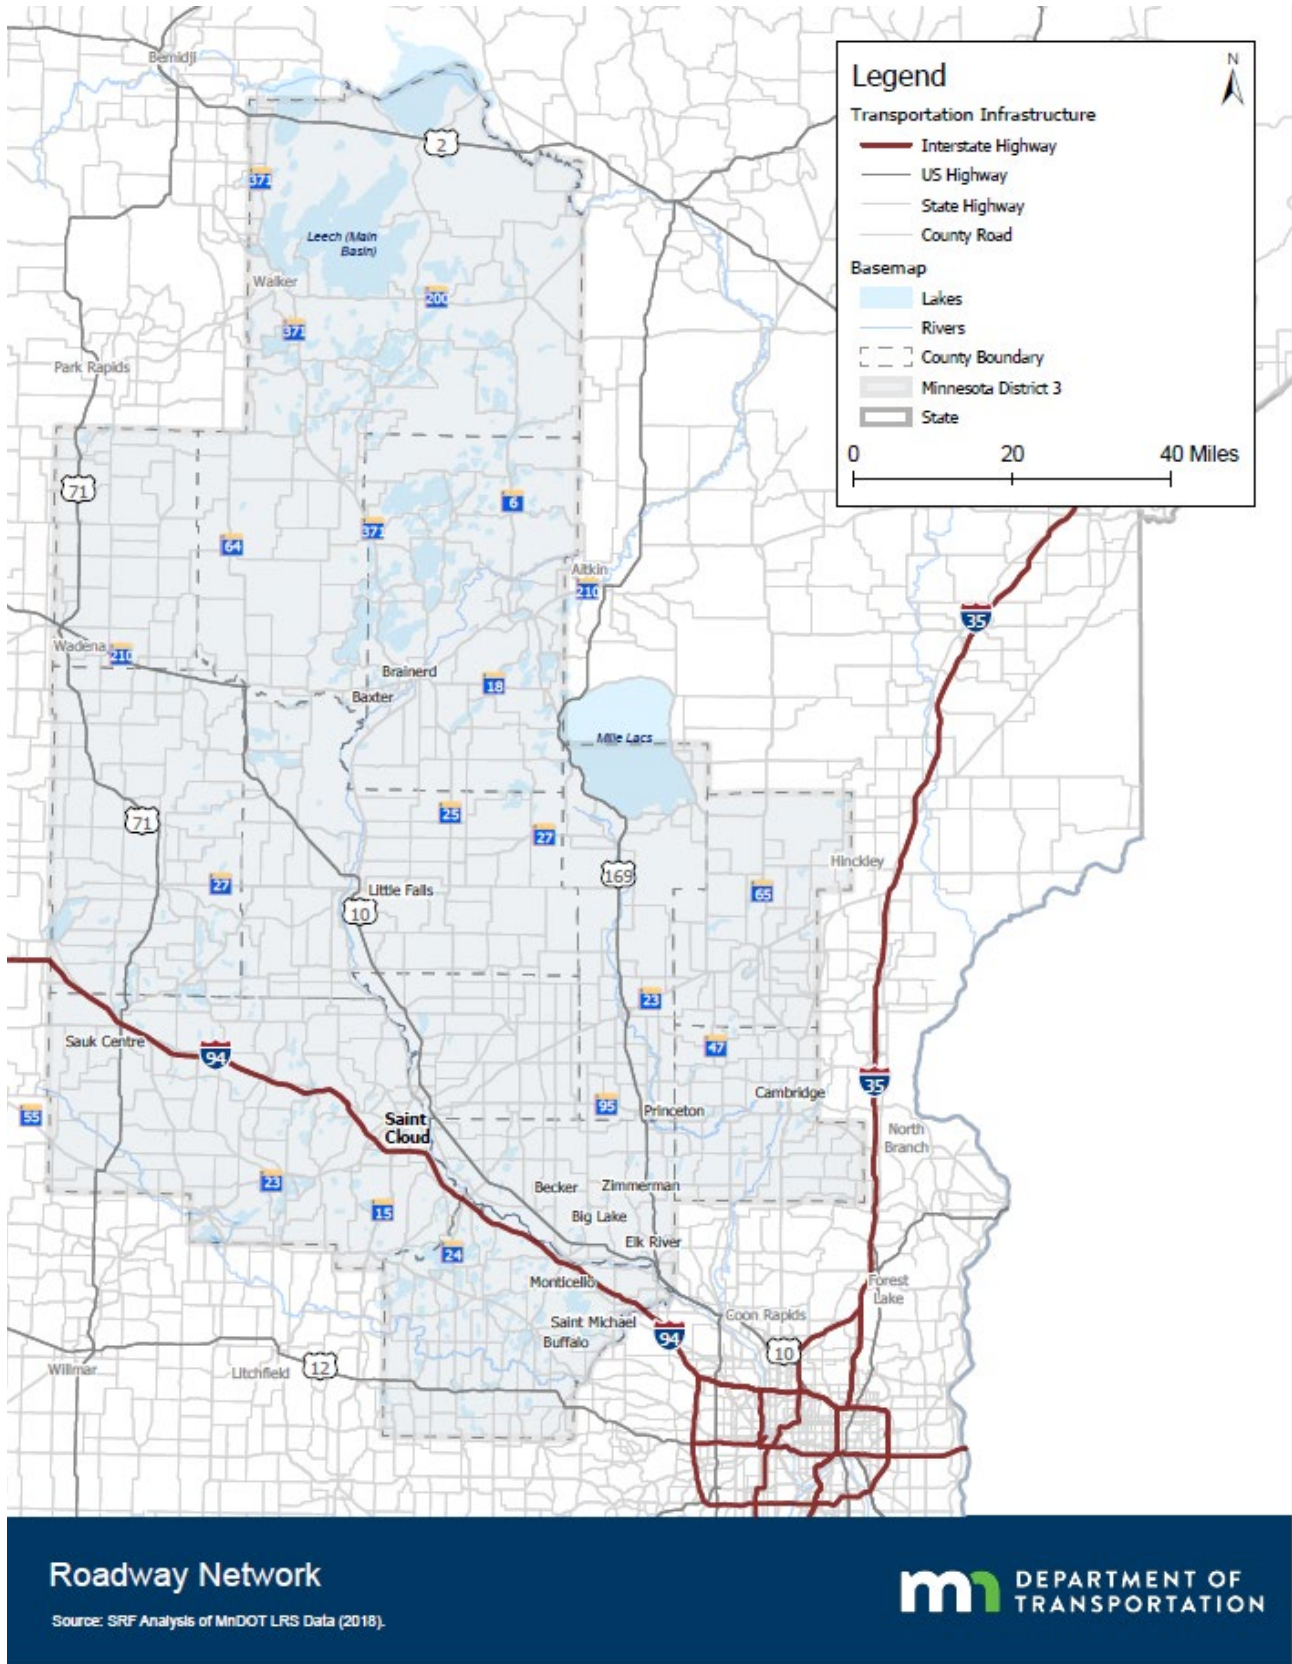 Bemidji
Legend
N
Transportation Infrastructure
Interstate Highway
US Highway
State Highway
County Road
Basemap
Lakes
Rivers
County Boundary
Minnesota District 3
State
0 20 40 Miles
2
371
Leech (Main
Basin)
Walker
200
371
Park Rapids
71
6
371
64
Aitkin
210
35
Wadena
210
Brainerd
18
Baxter
Mille Lacs
25
71
27
Hinckley
169
27
Little Falls
65
10
23
Sauk Centre
94
47
35
Cambridge
55
95
Princeton
Saint
Cloud
North
Branch
23
Becker
Zimmerman
15
Big Lake
24
Elk River
Monticello
Forest
Lake
Coon Rapids
Saint Michael
94
Buffalo
10
Willmar
Litchfield
12
Roadway Network
Source: SRF Analysis of MnDOT LRS Data (2018).
mn DEPARTMENT OF
TRANSPORTATION